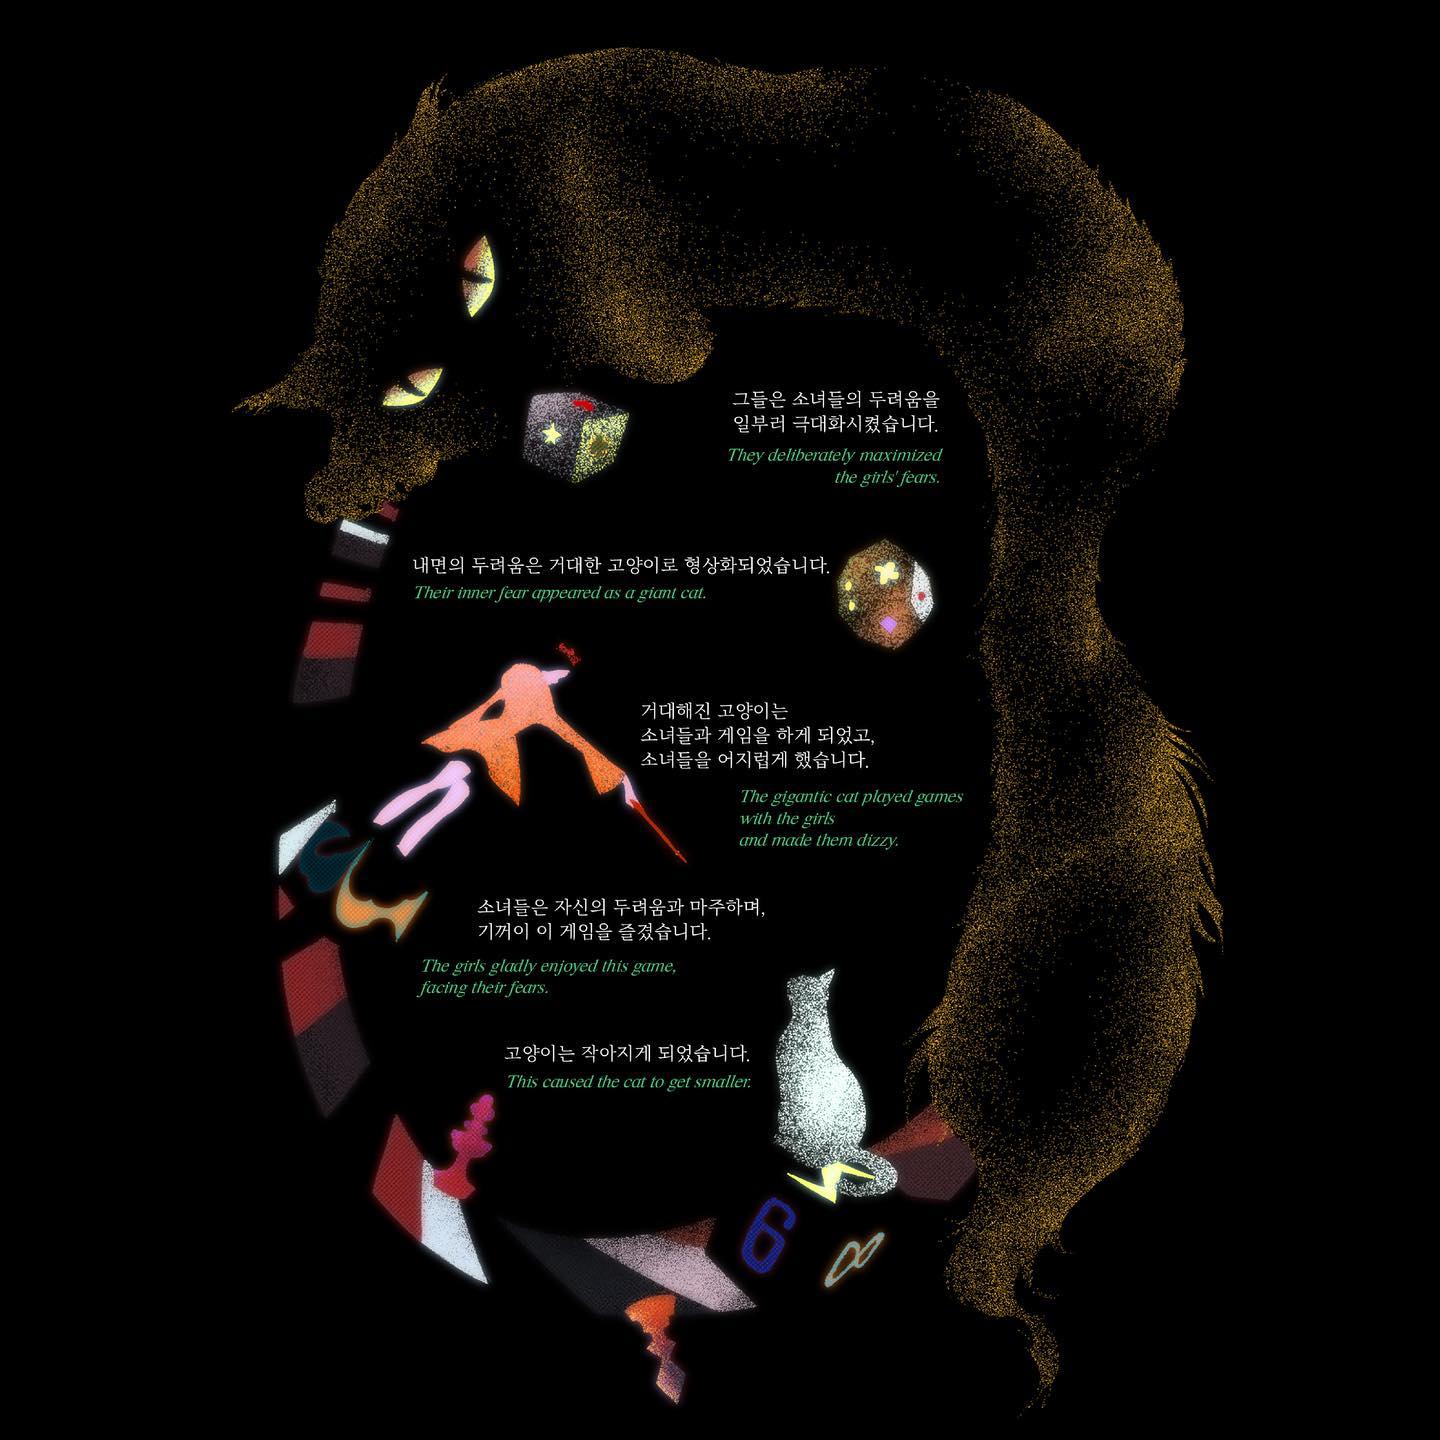 그들은 소녀들의 두려움을
일부러 극대화시켰습니다.
They deliberately maximized
the girls' fears.
내면의 두려움은 거대한 고양이로 형상화되었습니다.
Their inner fear appeared as a giant cat.
거대해진 고양이는
소녀들과 게임을 하게 되었고,
소녀들을 어지럽게 했습니다.
The gigantic cat played games
with the girls
and made them dizzy.
소녀들은 자신의 두려움과 마주하며,
기꺼이 이 게임을 즐겼습니다.
The girls gladly enjoyed this game,
facing their fears.
고양이는 작아지게 되었습니다.
This caused the cat to get smaller.
6
8